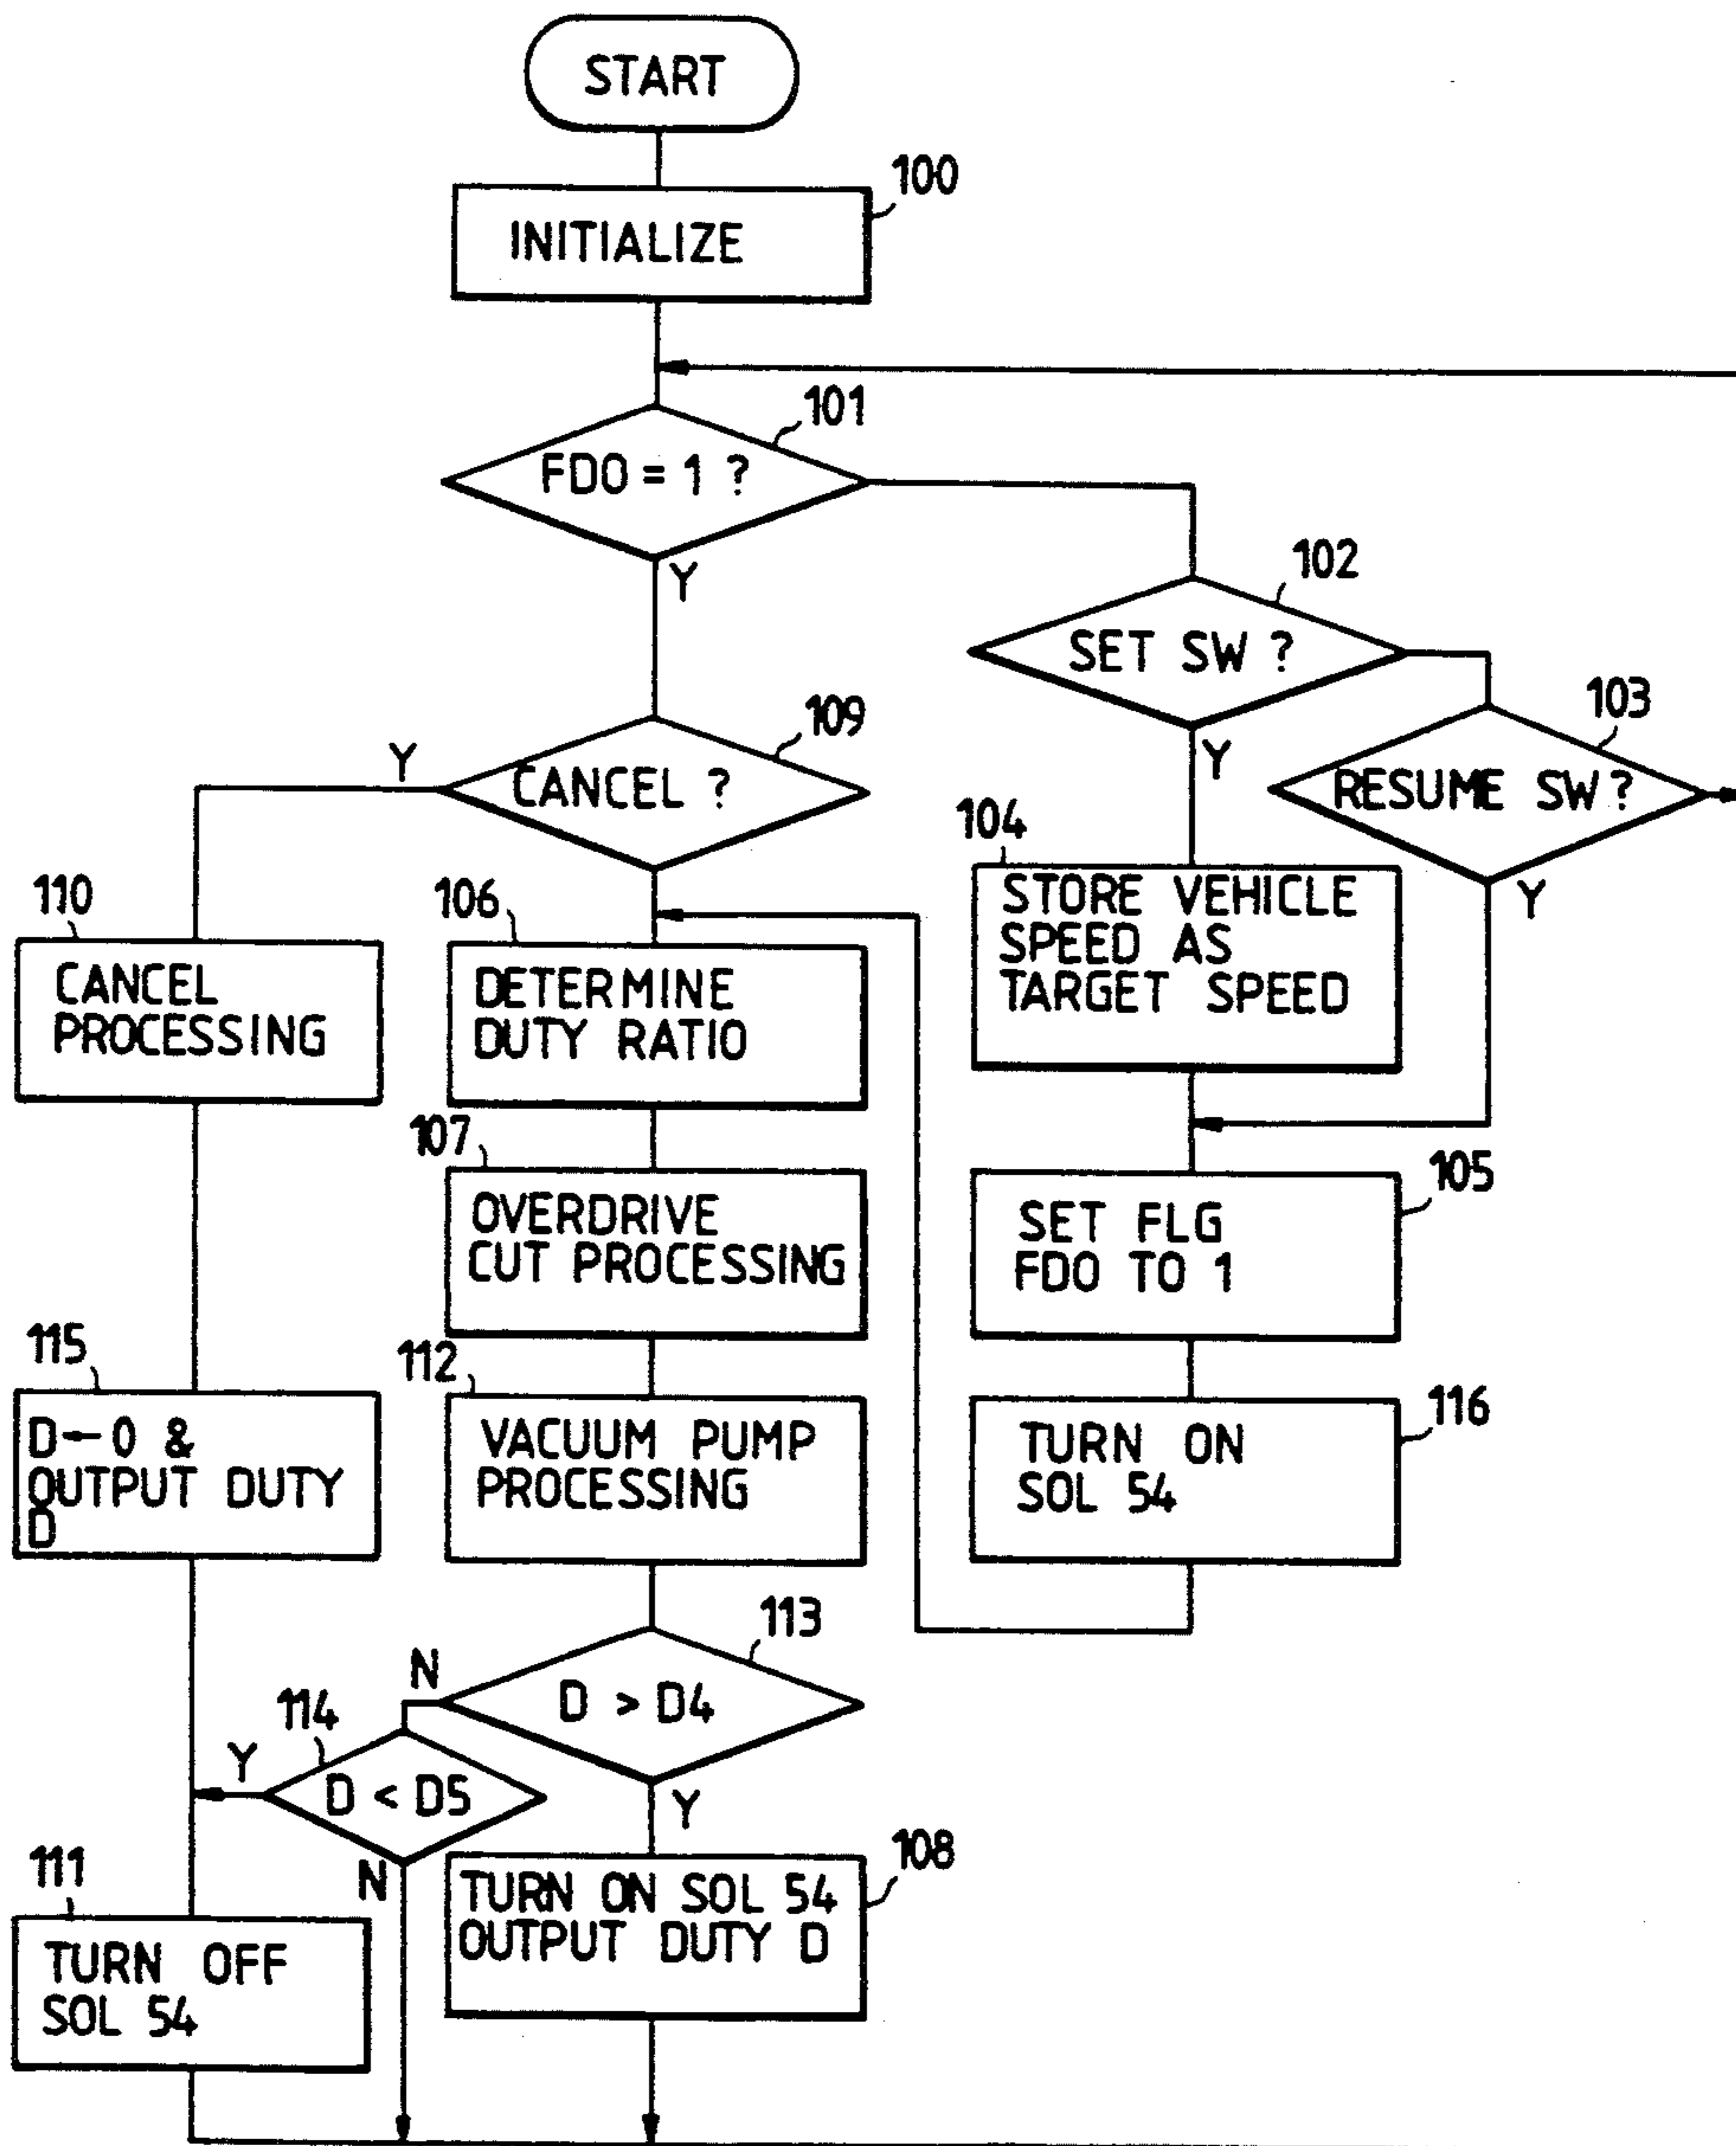 START
100
INITIALIZE
101
FDO = 1 ?
Y
102
SET SW ?
Y
103
RESUME SW ?
Y
109
CANCEL ?
Y
104
STORE VEHICLE
SPEED AS
TARGET SPEED
110
CANCEL
PROCESSING
106
DETERMINE
DUTY RATIO
107
OVERDRIVE
CUT PROCESSING
105
SET FLG
FDO TO 1
115
D←0 &
OUTPUT DUTY
D
112
VACUUM PUMP
PROCESSING
116
TURN ON
SOL 54
113
D > D4
N
Y
114
D < D5
Y
N
111
TURN OFF
SOL 54
108
TURN ON SOL 54
OUTPUT DUTY D